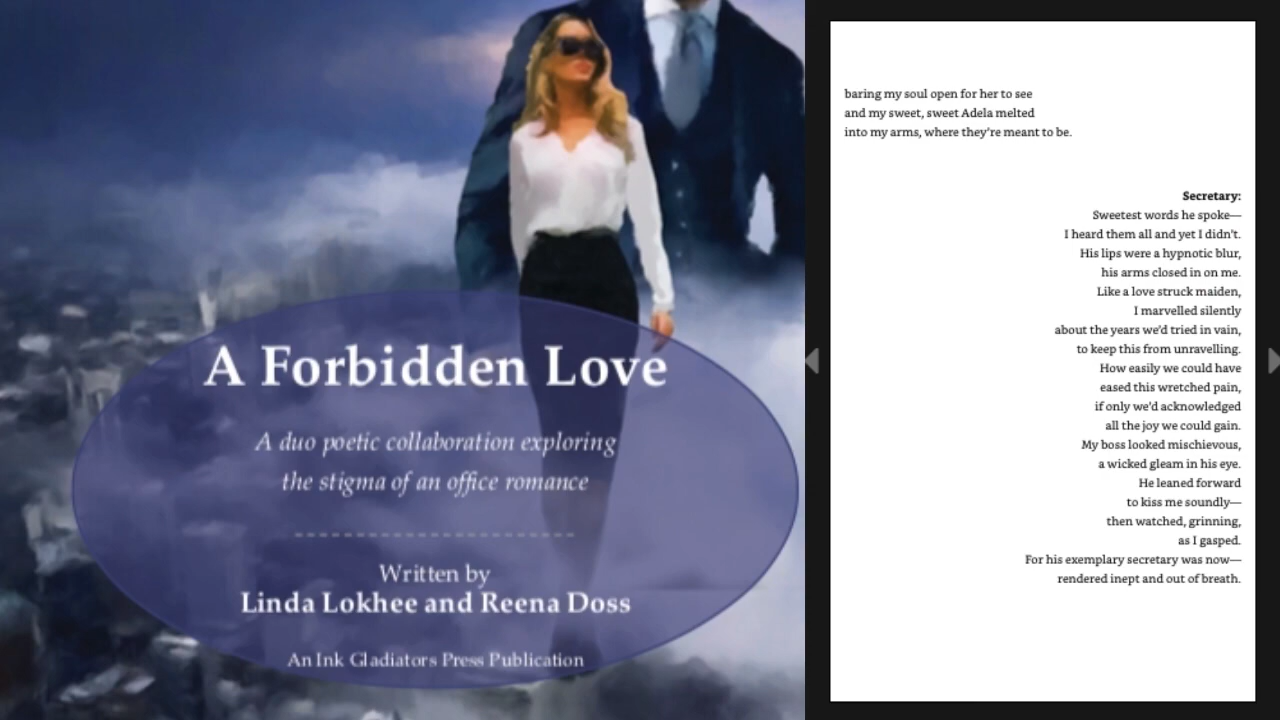 A Forbidden Love
A duo poetic collaboration exploring
the stigma of an office romance
Written by
Linda Lokhee and Reena Doss
An Ink Gladiators Press Publication
baring my soul open for her to see
and my sweet, sweet Adela melted
into my arms, where they're meant to be.
Secretary:
Sweetest words he spoke—
I heard them all and yet I didn't.
His lips were a hypnotic blur,
his arms closed in on me.
Like a love struck maiden,
I marvelled silently
about the years we'd tried in vain,
to keep this from unravelling.
How easily we could have
eased this wretched pain,
if only we'd acknowledged
all the joy we could gain.
My boss looked mischievous,
a wicked gleam in his eye.
He leaned forward
to kiss me soundly—
then watched, grinning,
as I gasped.
For his exemplary secretary was now—
rendered inept and out of breath.